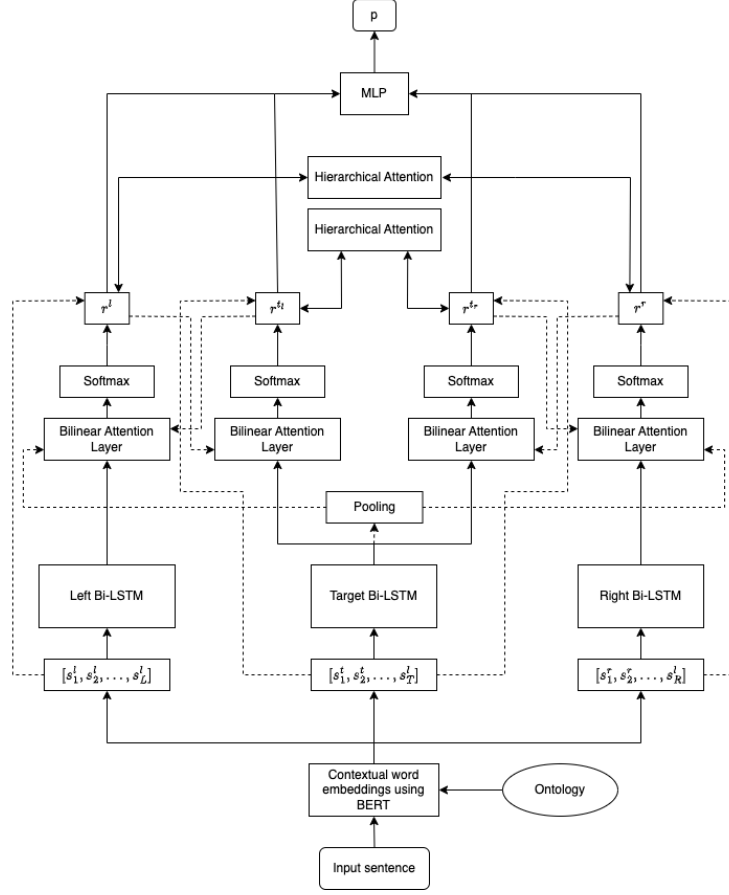 p
MLP
Hierarchical Attention
Hierarchical Attention
r^l
r^{t_l}
r^{t_r}
r^r
Softmax
Softmax
Softmax
Softmax
Bilinear Attention
Layer
Bilinear Attention
Layer
Bilinear Attention
Layer
Bilinear Attention
Layer
Pooling
Left Bi-LSTM
Target Bi-LSTM
Right Bi-LSTM
[s_1^l, s_2^l, ..., s_L^l]
[s_1^t, s_2^t, ..., s_T^l]
[s_1^r, s_2^r, ..., s_R^l]
Contextual word
embeddings using
BERT
Ontology
Input sentence